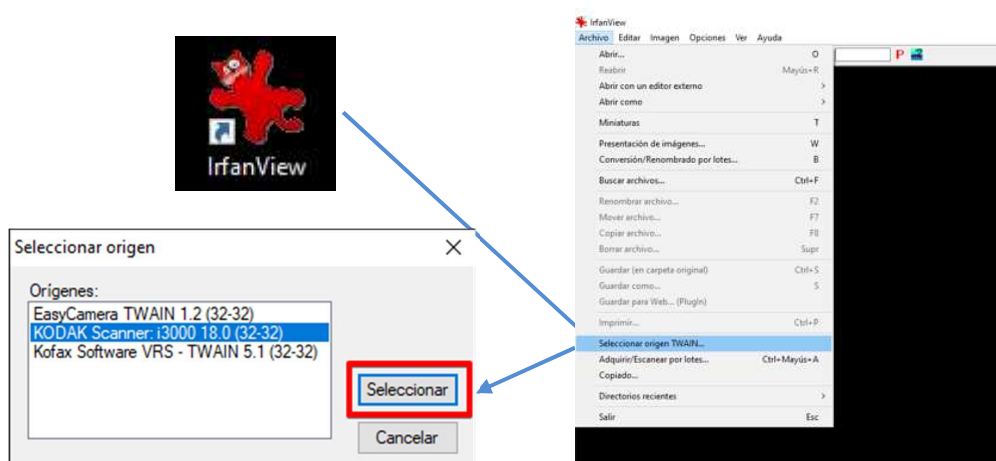 IrfanView
Seleccionar origen
Orígenes:
EasyCamera TWAIN 1.2 (32-32)
KODAK Scanner: i3000 18.0 (32-32)
Kofax Software VRS - TWAIN 5.1 (32-32)
Seleccionar
Cancelar
IrfanView
Archivo Editar Imagen Opciones Ver Ayuda
P
Abrir... O
Reabrir Mayús+R
Abrir con un editor externo >
Abrir como >
Miniaturas T
Presentación de imágenes... W
Conversión/Renombrado por lotes... B
Buscar archivos... Ctrl+F
Renombrar archivo... F2
Mover archivo... F7
Copiar archivo... F8
Borrar archivo... Supr
Guardar (en carpeta original) Ctrl+S
Guardar como... S
Guardar para Web... (PlugIn)
Imprimir... Ctrl+P
Seleccionar origen TWAIN...
Adquirir/Escanear por lotes... Ctrl+Mayús+A
Copiado...
Directorios recientes >
Salir Esc